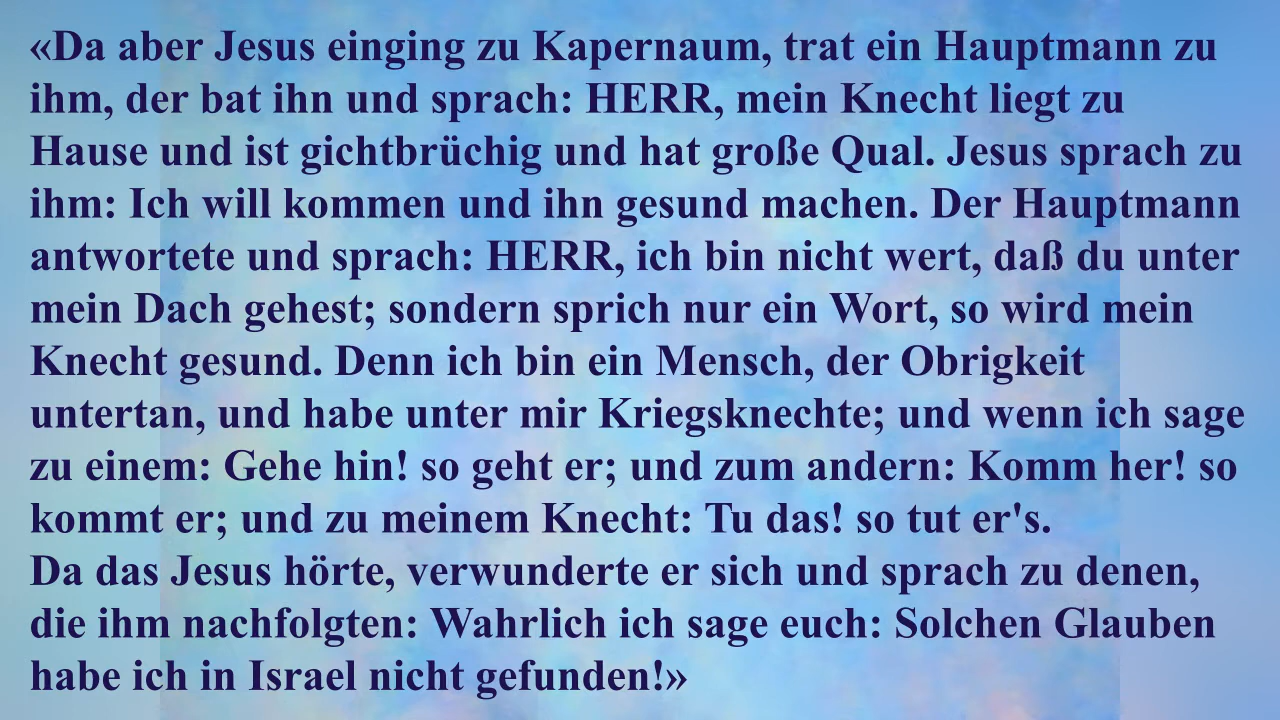 «Da aber Jesus einging zu Kapernaum, trat ein Hauptmann zu
ihm, der bat ihn und sprach: HERR, mein Knecht liegt zu
Hause und ist gichtbrüchig und hat große Qual. Jesus sprach zu
ihm: Ich will kommen und ihn gesund machen. Der Hauptmann
antwortete und sprach: HERR, ich bin nicht wert, daß du unter
mein Dach gehest; sondern sprich nur ein Wort, so wird mein
Knecht gesund. Denn ich bin ein Mensch, der Obrigkeit
untertan, und habe unter mir Kriegsknechte; und wenn ich sage
zu einem: Gehe hin! so geht er; und zum andern: Komm her! so
kommt er; und zu meinem Knecht: Tu das! so tut er's.
Da das Jesus hörte, verwunderte er sich und sprach zu denen,
die ihm nachfolgten: Wahrlich ich sage euch: Solchen Glauben
habe ich in Israel nicht gefunden!»